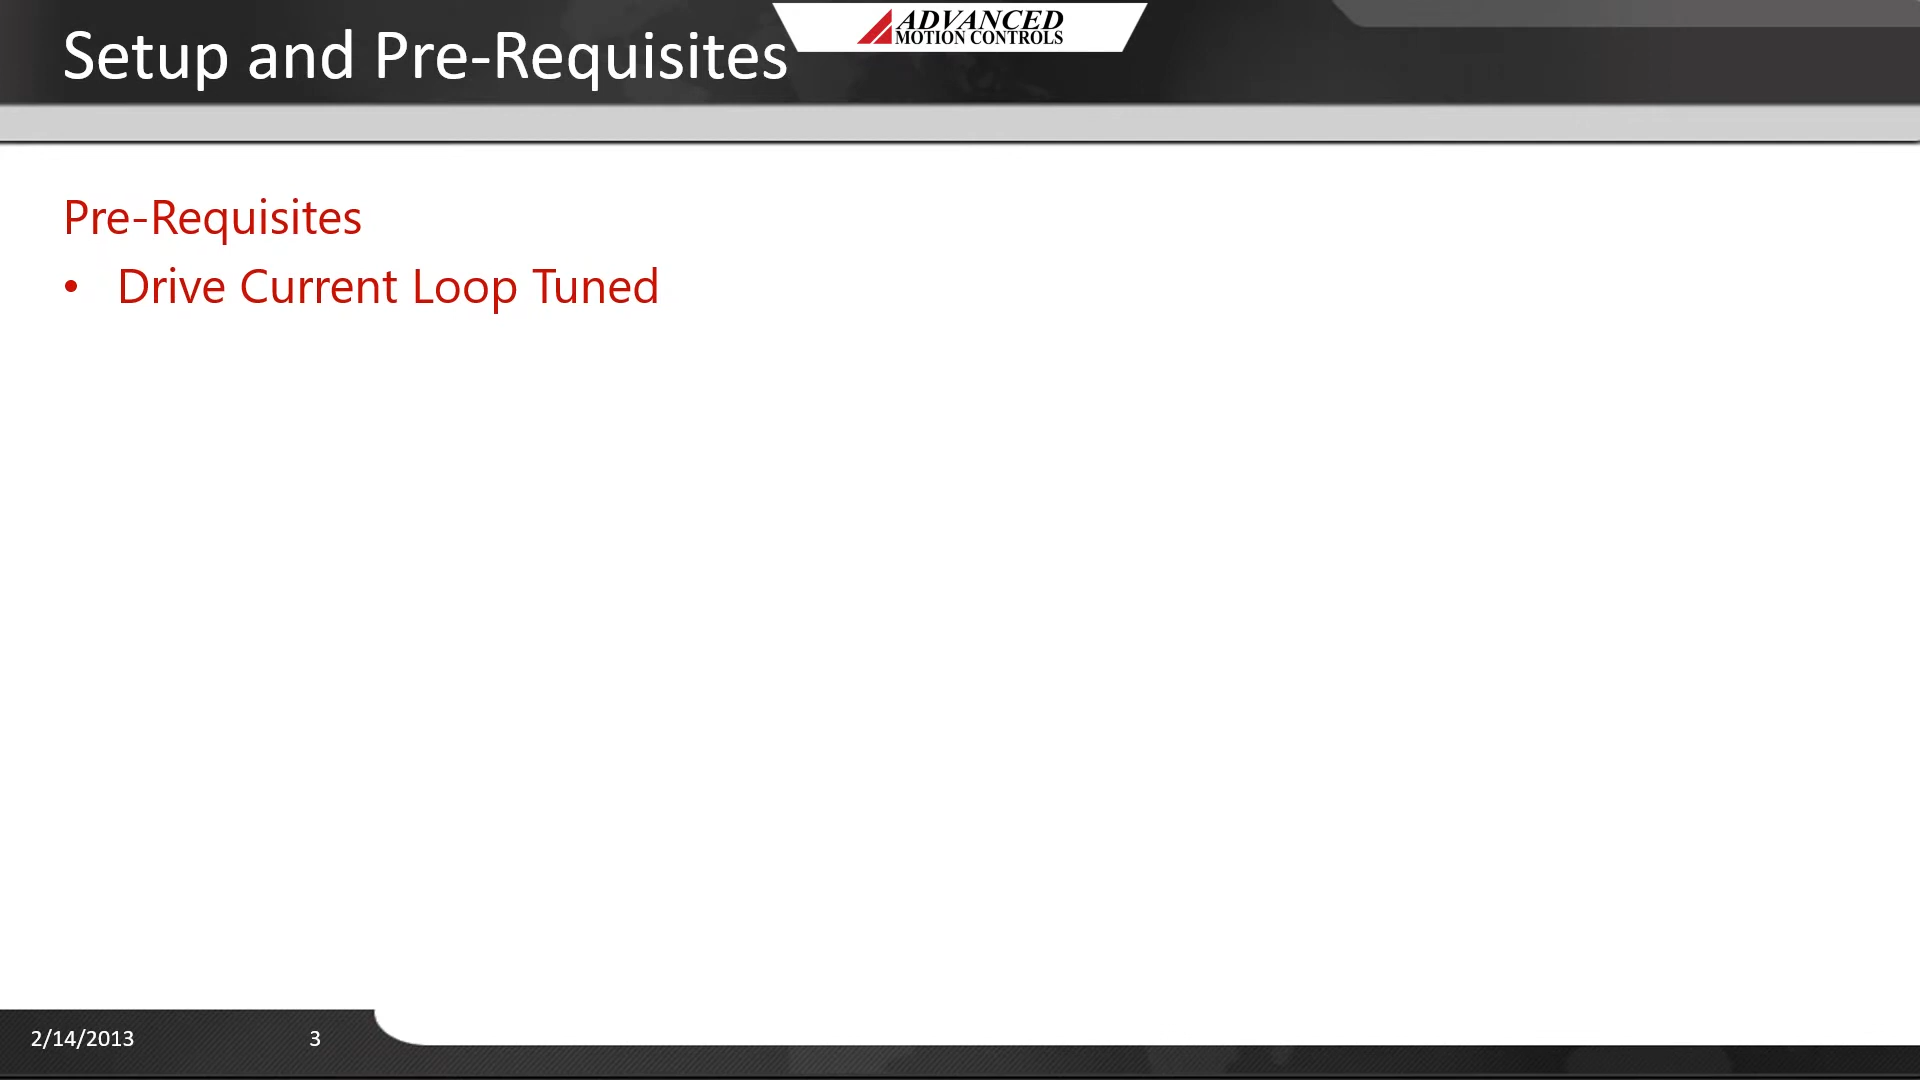 Setup and Pre-Requisites
ADVANCED
MOTION CONTROLS
Pre-Requisites
• Drive Current Loop Tuned
2/14/2013
3